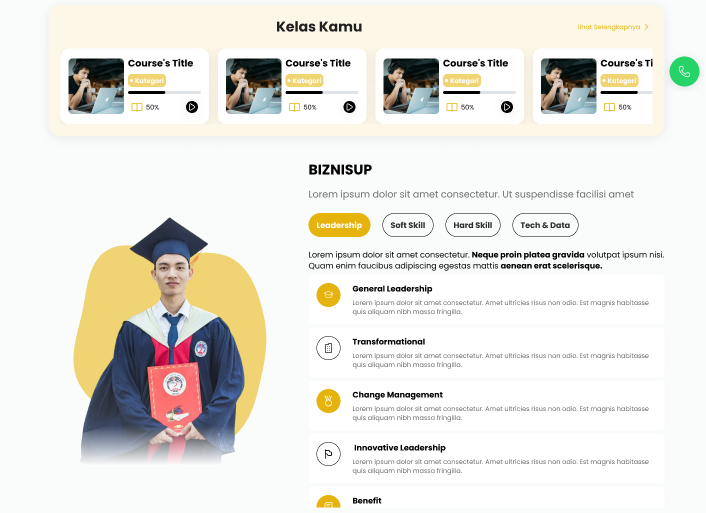 Kelas Kamu
Lihat Selengkapnya
Course's Title
Kategori
50%
Course's Title
Kategori
50%
Course's Title
Kategori
50%
Course's Ti
Kategori
50%
BIZNISUP
Lorem ipsum dolor sit amet consectetur. Ut suspendisse facilisi amet
Leadership
Soft Skill
Hard Skill
Tech & Data
Lorem ipsum dolor sit amet consectetur. Neque proin platea gravida volutpat ipsum nisi.
Quam enim faucibus adipiscing egestas mattis aenean erat scelerisque.
General Leadership
Lorem ipsum dolor sit amet consectetur. Amet ultricies risus non odio. Est magnis habitasse
quis aliquam nibh massa fringilla.
Transformational
Lorem ipsum dolor sit amet consectetur. Amet ultricies risus non odio. Est magnis habitasse
quis aliquam nibh massa fringilla.
Change Management
Lorem ipsum dolor sit amet consectetur. Amet ultricies risus non odio. Est magnis habitasse
quis aliquam nibh massa fringilla.
Innovative Leadership
Lorem ipsum dolor sit amet consectetur. Amet ultricies risus non odio. Est magnis habitasse
quis aliquam nibh massa fringilla.
Benefit